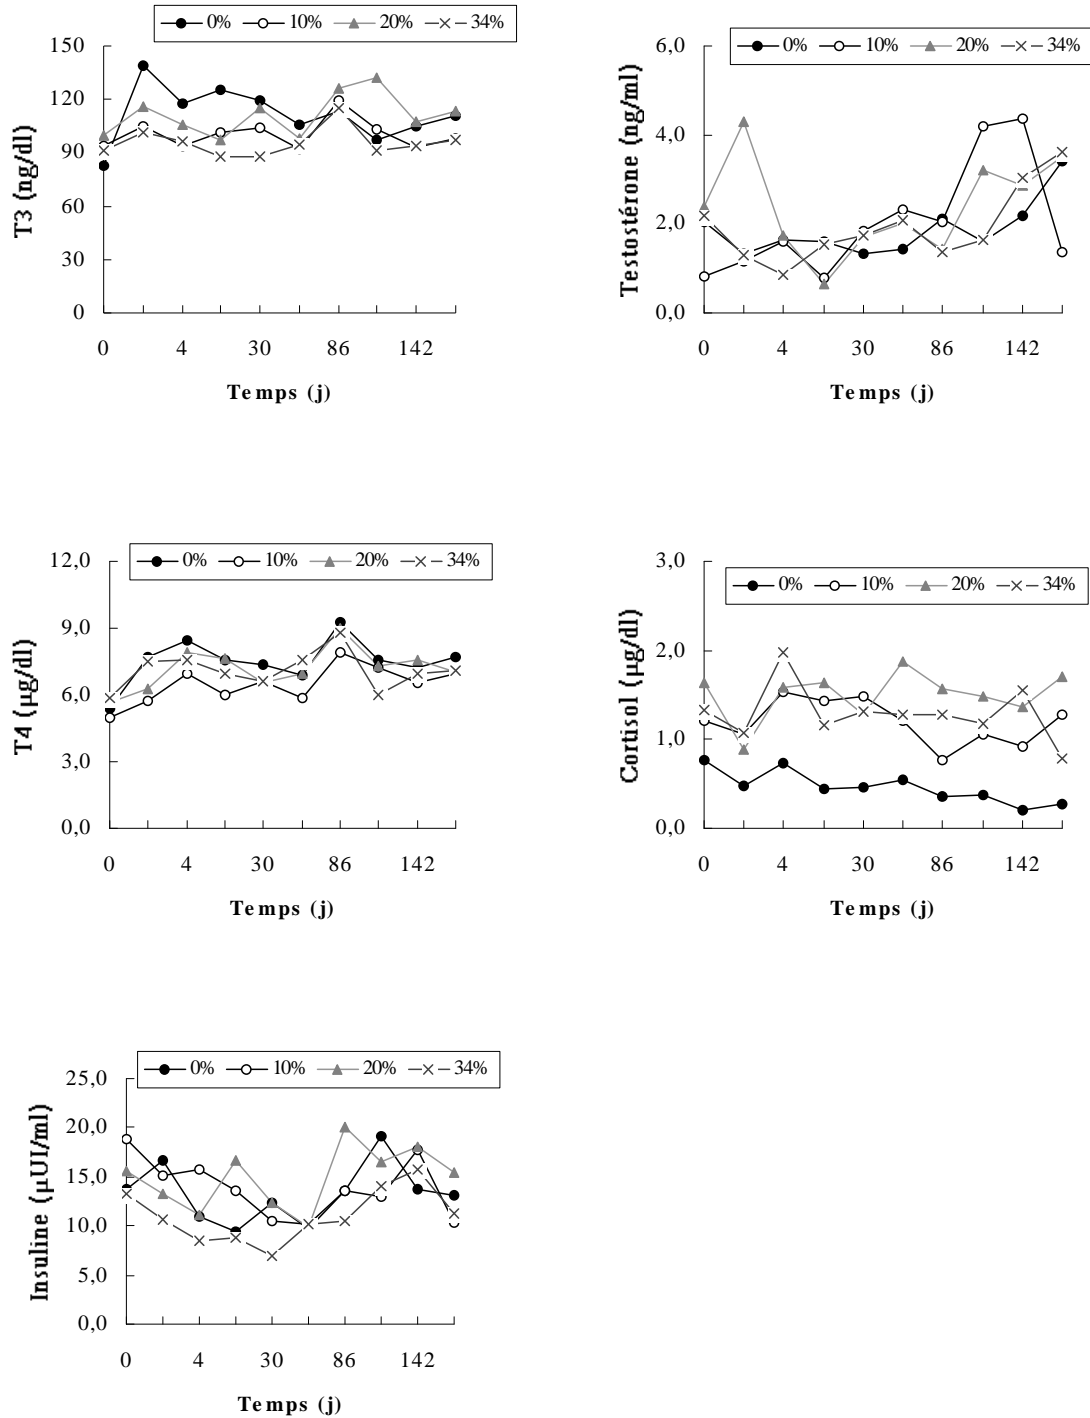 0% 10% 20% 34%
150
120
90
60
30
0
T3 (ng/dl)
0 4 30 86 142
Temps (j)
0% 10% 20% 34%
6,0
4,0
2,0
0,0
Testostérone (ng/ml)
0 4 30 86 142
Temps (j)
0% 10% 20% 34%
12,0
9,0
6,0
3,0
0,0
T4 (µg/dl)
0 4 30 86 142
Temps (j)
0% 10% 20% 34%
3,0
2,0
1,0
0,0
Cortisol (µg/dl)
0 4 30 86 142
Temps (j)
0% 10% 20% 34%
25,0
20,0
15,0
10,0
5,0
0,0
Insuline (µUI/ml)
0 4 30 86 142
Temps (j)